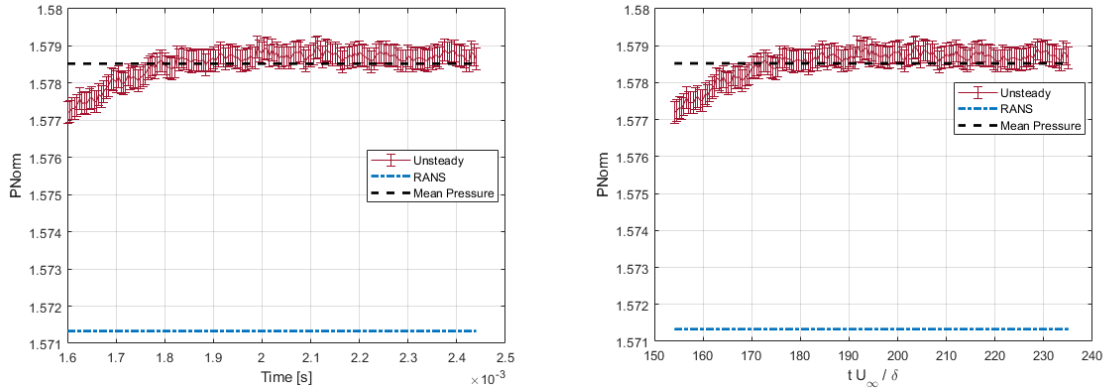 1.58
1.579
1.578
1.577
1.576
1.575
1.574
1.573
1.572
1.571
PNorm
Unsteady
RANS
Mean Pressure
1.6 1.7 1.8 1.9 2 2.1 2.2 2.3 2.4 2.5
Time [s]
×10⁻³
1.58
1.579
1.578
1.577
1.576
1.575
1.574
1.573
1.572
1.571
PNorm
Unsteady
RANS
Mean Pressure
150 160 170 180 190 200 210 220 230 240
t U∞ / δ